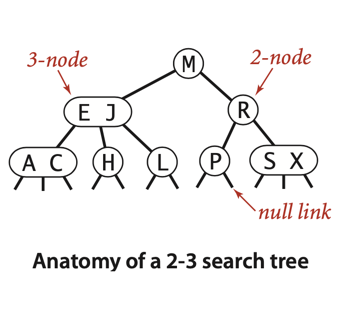 M
3-node
2-node
E J
R
A C
H
L
P
S X
null link
Anatomy of a 2-3 search tree